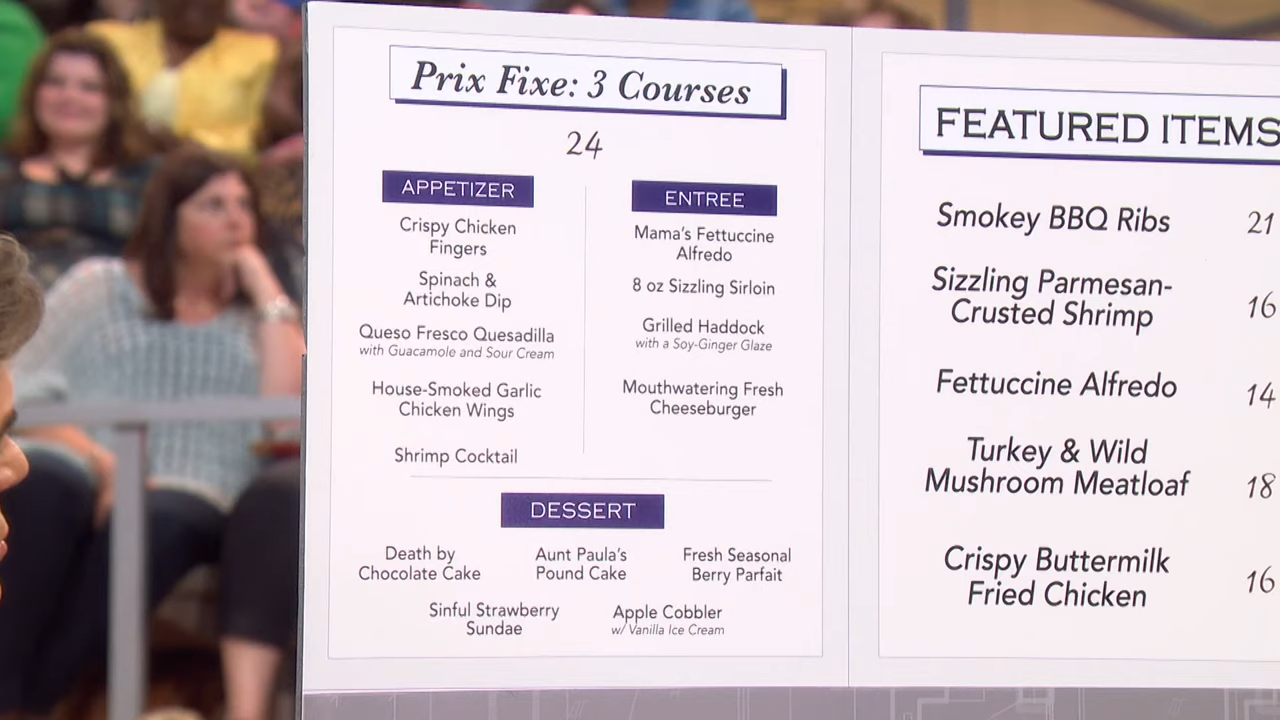 Prix Fixe: 3 Courses
24
APPETIZER
Crispy Chicken
Fingers
Spinach &
Artichoke Dip
Queso Fresco Quesadilla
with Guacamole and Sour Cream
House-Smoked Garlic
Chicken Wings
Shrimp Cocktail
ENTREE
Mama's Fettuccine
Alfredo
8 oz Sizzling Sirloin
Grilled Haddock
with a Soy-Ginger Glaze
Mouthwatering Fresh
Cheeseburger
DESSERT
Death by
Chocolate Cake
Aunt Paula's
Pound Cake
Fresh Seasonal
Berry Parfait
Sinful Strawberry
Sundae
Apple Cobbler
w/ Vanilla Ice Cream
FEATURED ITEMS
Smokey BBQ Ribs 21
Sizzling Parmesan-
Crusted Shrimp 16
Fettuccine Alfredo 14
Turkey & Wild
Mushroom Meatloaf 18
Crispy Buttermilk
Fried Chicken 16